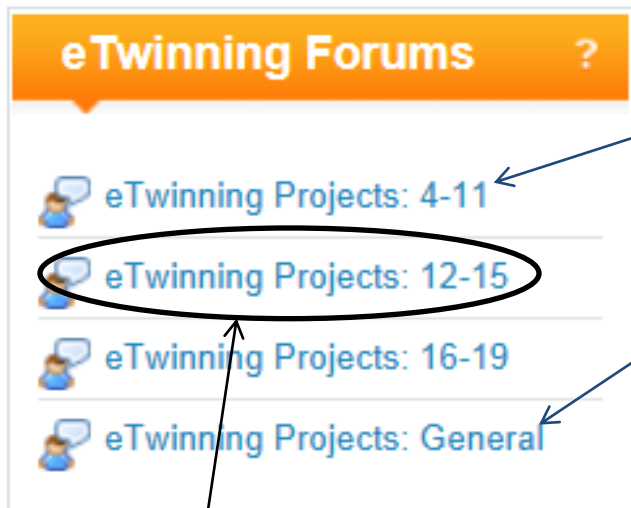 eTwinning Forums ?
eTwinning Projects: 4-11
eTwinning Projects: 12-15
eTwinning Projects: 16-19
eTwinning Projects: General